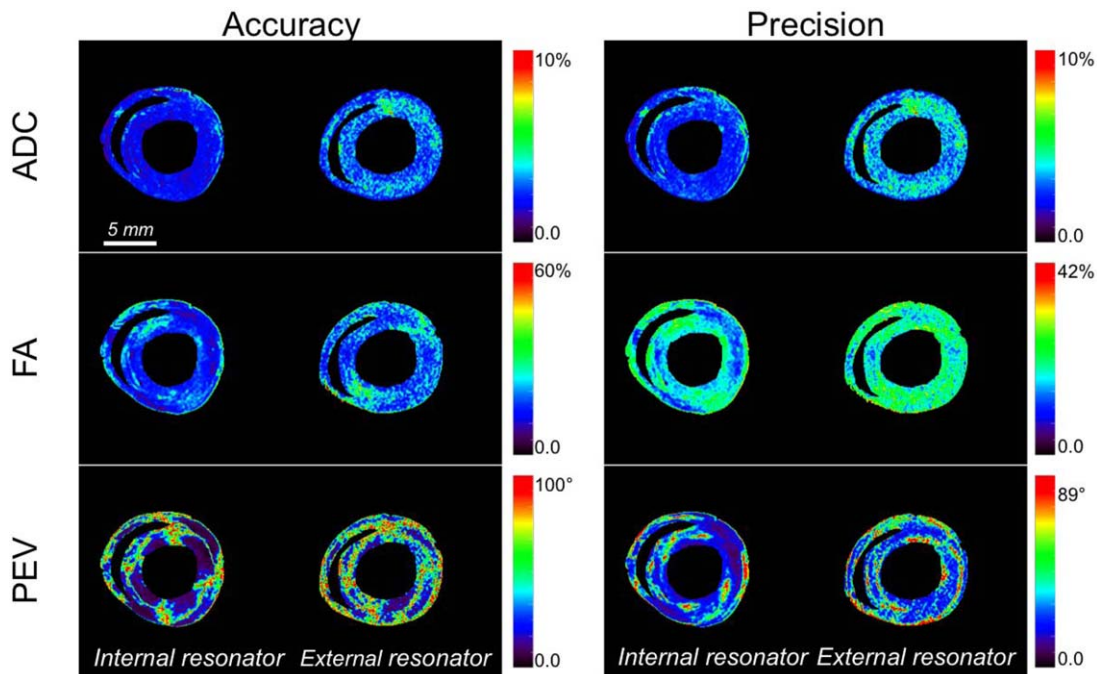 Accuracy Precision
ADC
10% 10%
0.0 0.0
5 mm
FA
60% 42%
0.0 0.0
PEV
100° 89°
0.0 0.0
Internal resonator External resonator Internal resonator External resonator